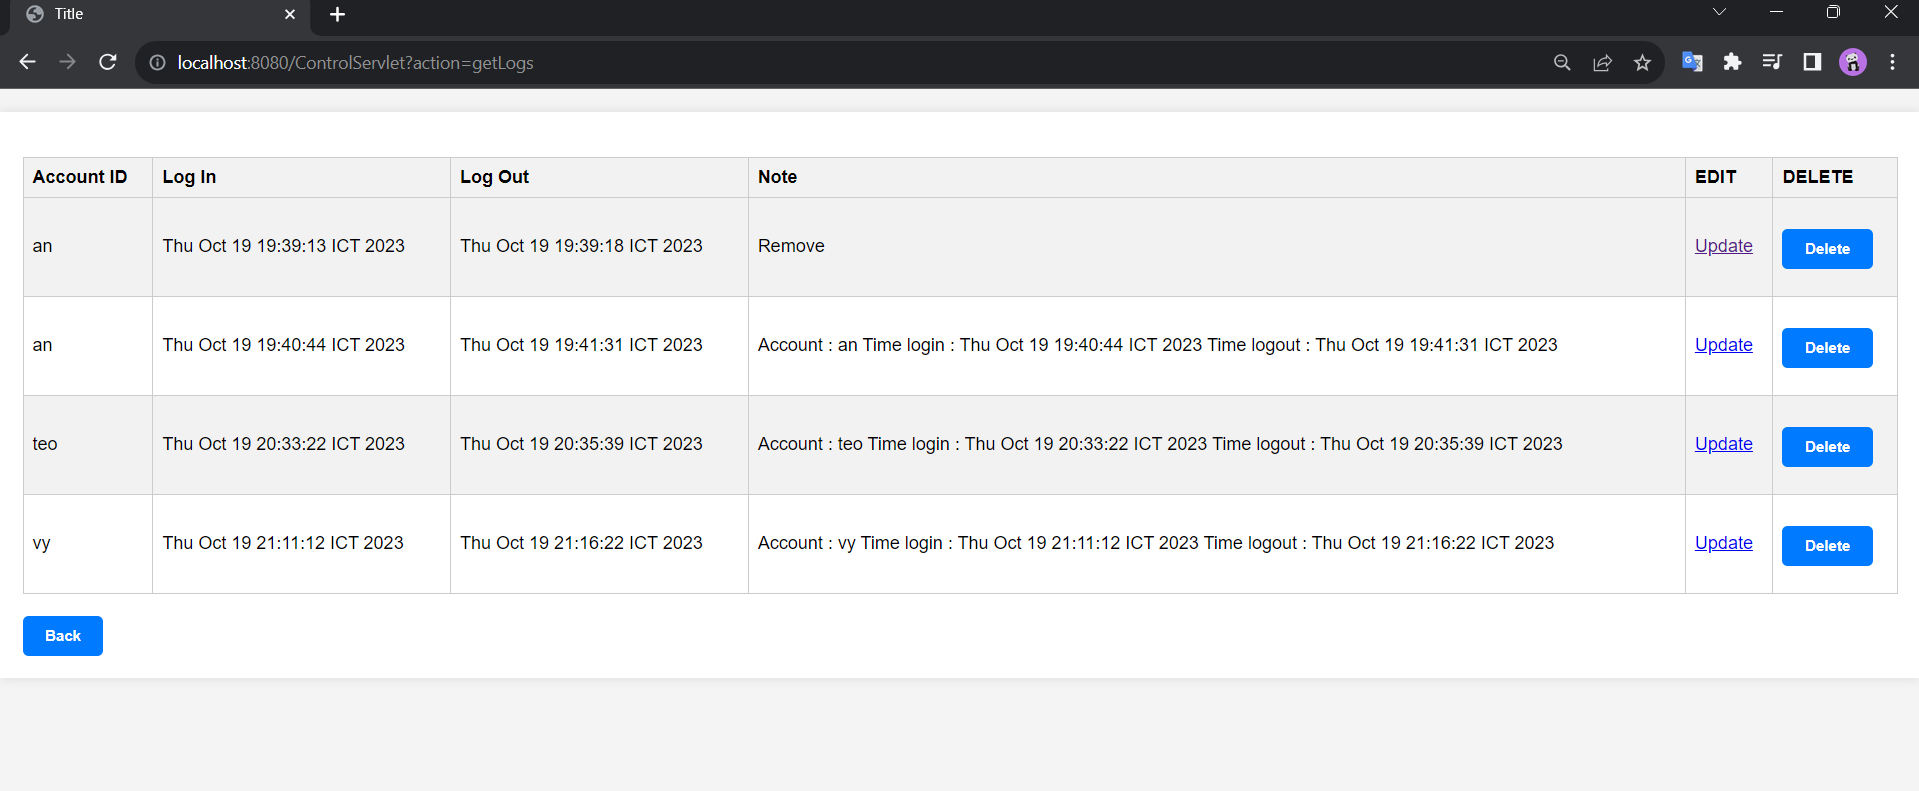 Title
localhost:8080/ControlServlet?action=getLogs
Account ID Log In Log Out Note EDIT DELETE
an Thu Oct 19 19:39:13 ICT 2023 Thu Oct 19 19:39:18 ICT 2023 Remove Update Delete
an Thu Oct 19 19:40:44 ICT 2023 Thu Oct 19 19:41:31 ICT 2023 Account : an Time login : Thu Oct 19 19:40:44 ICT 2023 Time logout : Thu Oct 19 19:41:31 ICT 2023 Update Delete
teo Thu Oct 19 20:33:22 ICT 2023 Thu Oct 19 20:35:39 ICT 2023 Account : teo Time login : Thu Oct 19 20:33:22 ICT 2023 Time logout : Thu Oct 19 20:35:39 ICT 2023 Update Delete
vy Thu Oct 19 21:11:12 ICT 2023 Thu Oct 19 21:16:22 ICT 2023 Account : vy Time login : Thu Oct 19 21:11:12 ICT 2023 Time logout : Thu Oct 19 21:16:22 ICT 2023 Update Delete
Back